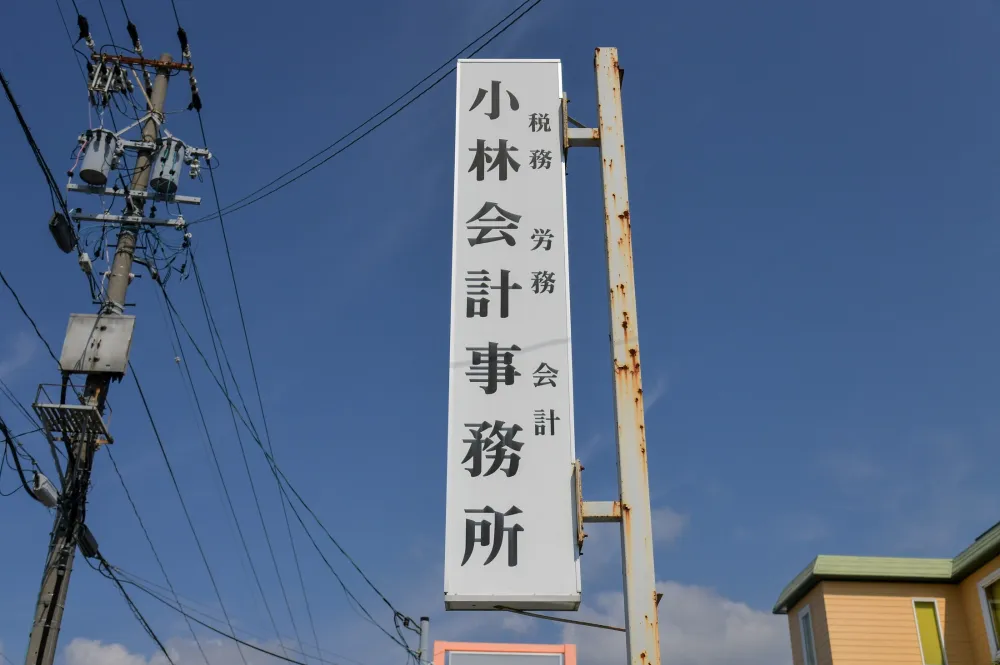 税務 労務 会計
小林会計事務所